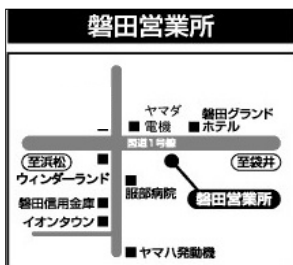 磐田営業所
ヤマダ
電機
磐田グランド
ホテル
国道1号線
至浜松
至袋井
ウィンダーランド
服部病院
磐田営業所
磐田信用金庫
イオンタウン
ヤマハ発動機